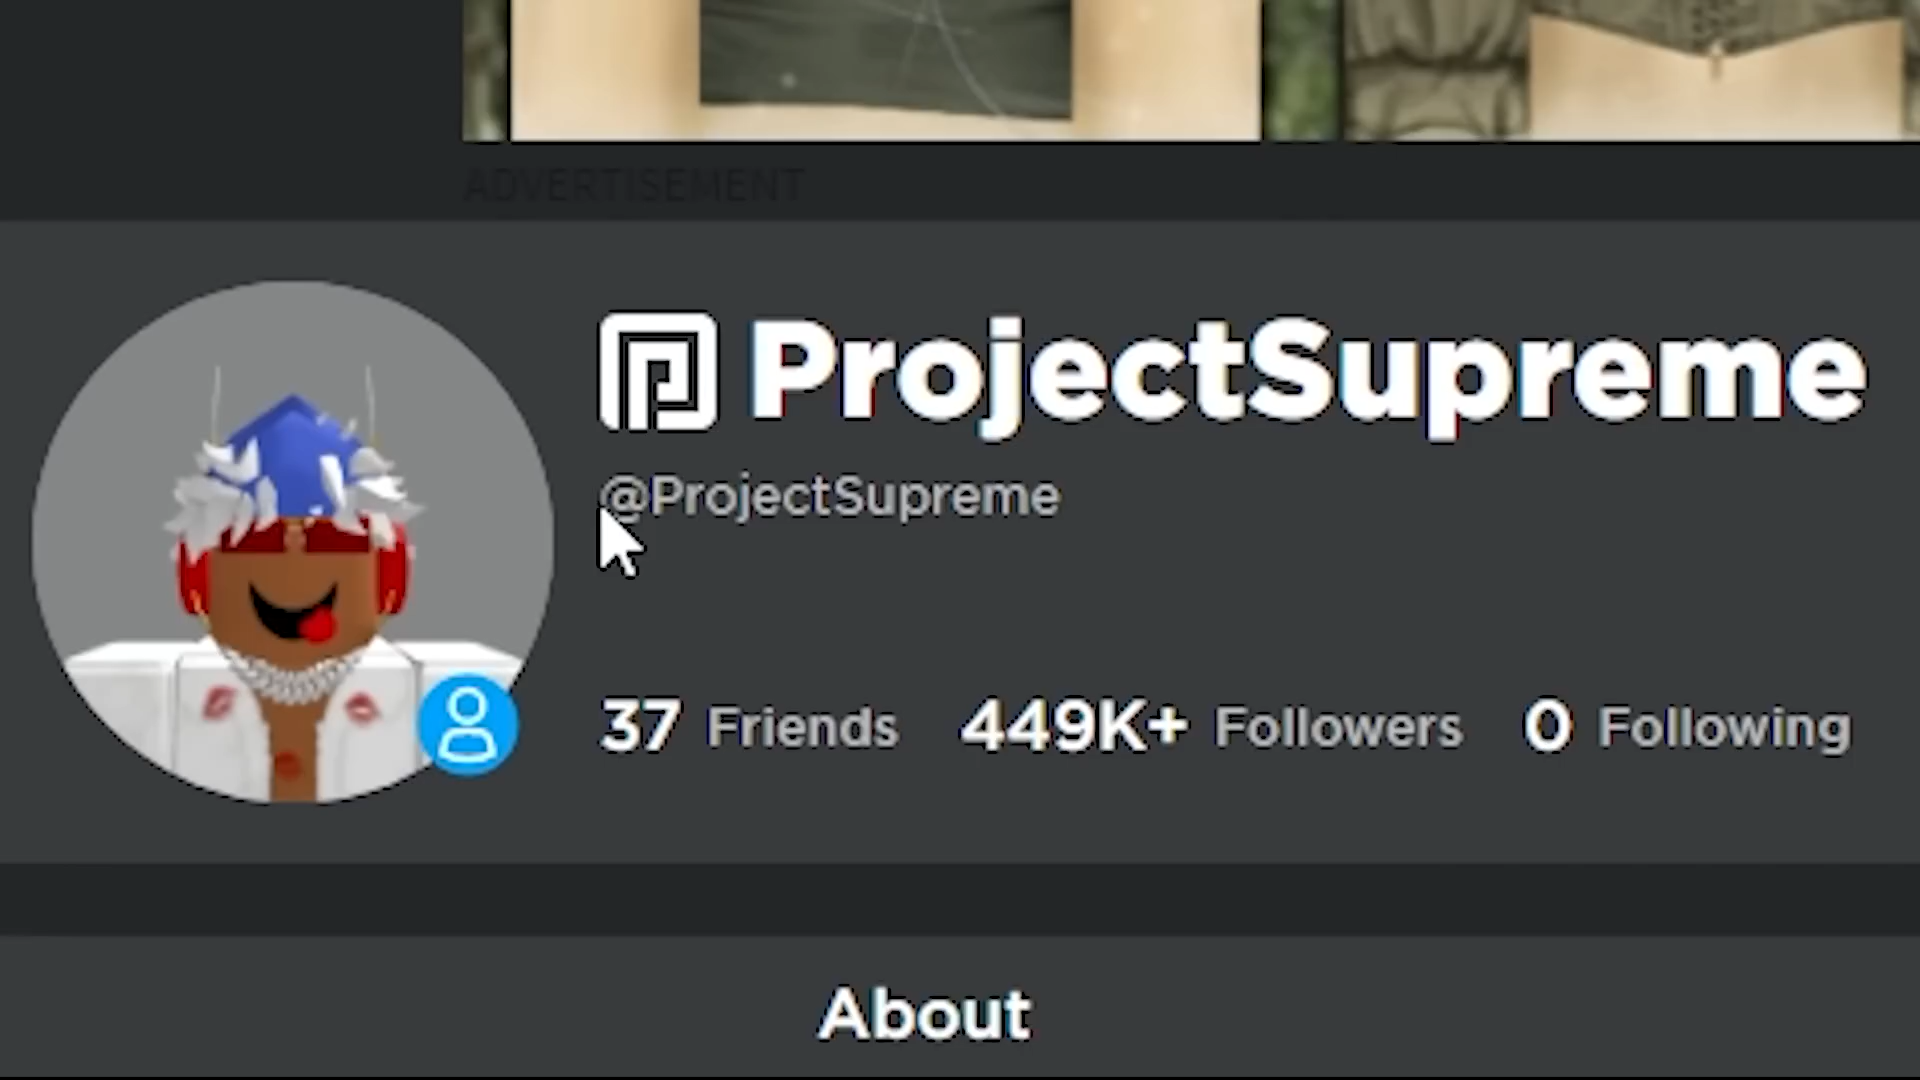 ADVERTISEMENT
ProjectSupreme
@ProjectSupreme
37 Friends 449K+ Followers 0 Following
About